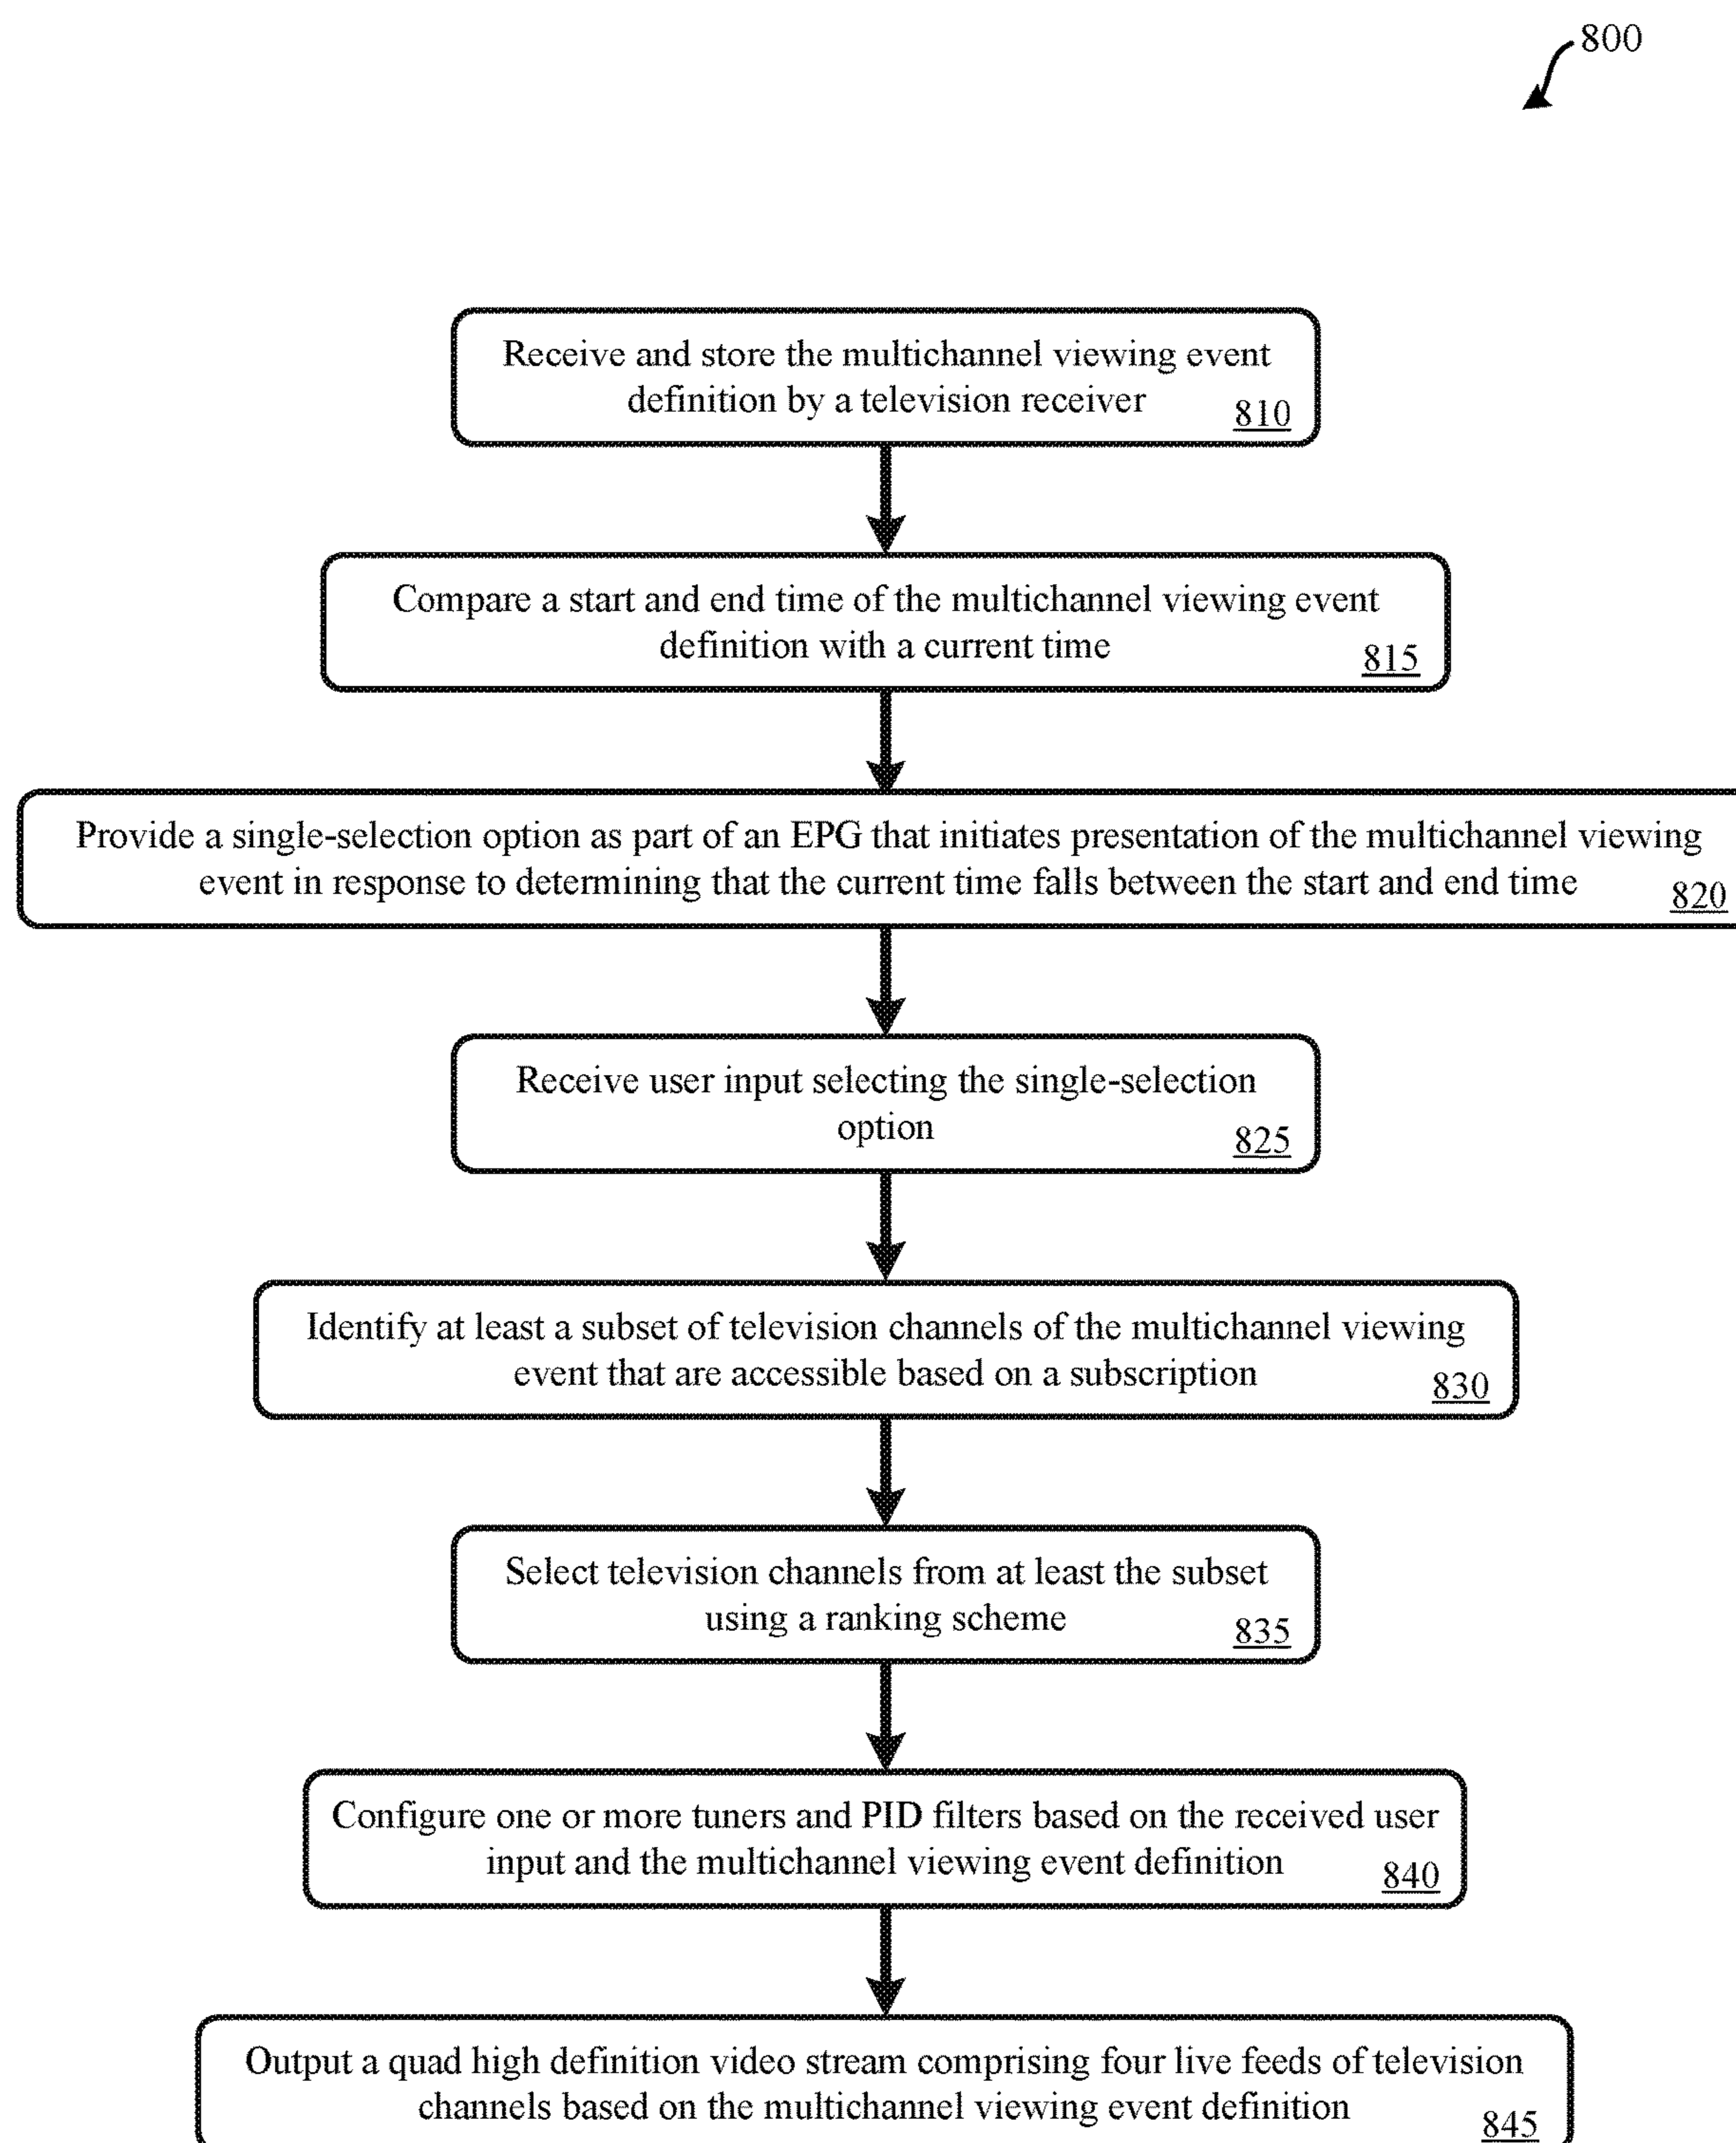 800
Receive and store the multichannel viewing event
definition by a television receiver
810
Compare a start and end time of the multichannel viewing event
definition with a current time
815
Provide a single-selection option as part of an EPG that initiates presentation of the multichannel viewing
event in response to determining that the current time falls between the start and end time
820
Receive user input selecting the single-selection
option
825
Identify at least a subset of television channels of the multichannel viewing
event that are accessible based on a subscription
830
Select television channels from at least the subset
using a ranking scheme
835
Configure one or more tuners and PID filters based on the received user
input and the multichannel viewing event definition
840
Output a quad high definition video stream comprising four live feeds of television
channels based on the multichannel viewing event definition
845